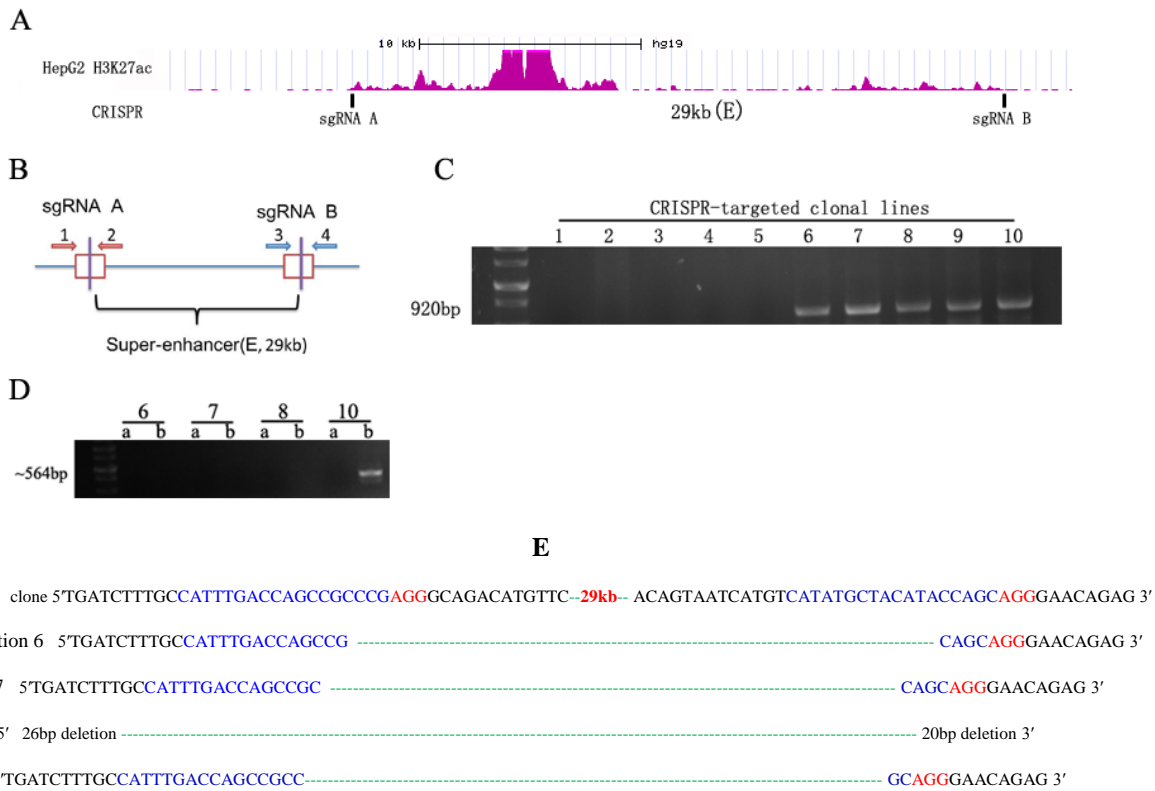 A
10 kb
hg19
HepG2 H3K27ac
CRISPR
sgRNA A
29kb(E)
sgRNA B
B
sgRNA A
sgRNA B
1 2 3 4
Super-enhancer(E, 29kb)
C
CRISPR-targeted clonal lines
1 2 3 4 5 6 7 8 9 10
920bp
D
6 7 8 10
a b a b a b a b
~564bp
E
clone 5'TGATCTTTGCCATTTGACCAGCCGCCCGAGGGCAGACATGTTC--29kb-- ACAGTAATCATGTCATATGCTACATACCAGCAGGGAACAGAG 3'
tion 6 5'TGATCTTTGCCATTTGACCAGCCG CAGCAGGGAACAGAG 3'
7 5'TGATCTTTGCCATTTGACCAGCCGC CAGCAGGGAACAGAG 3'
5' 26bp deletion 20bp deletion 3'
'TGATCTTTGCCATTTGACCAGCCGCC GCAGGGAACAGAG 3'